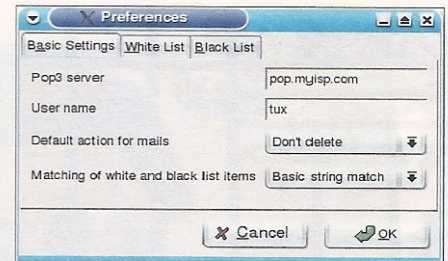 Preferences
Basic Settings White List Black List
Pop3 server pop.myisp.com
User name tux
Default action for mails Don't delete
Matching of white and black list items Basic string match
Cancel OK